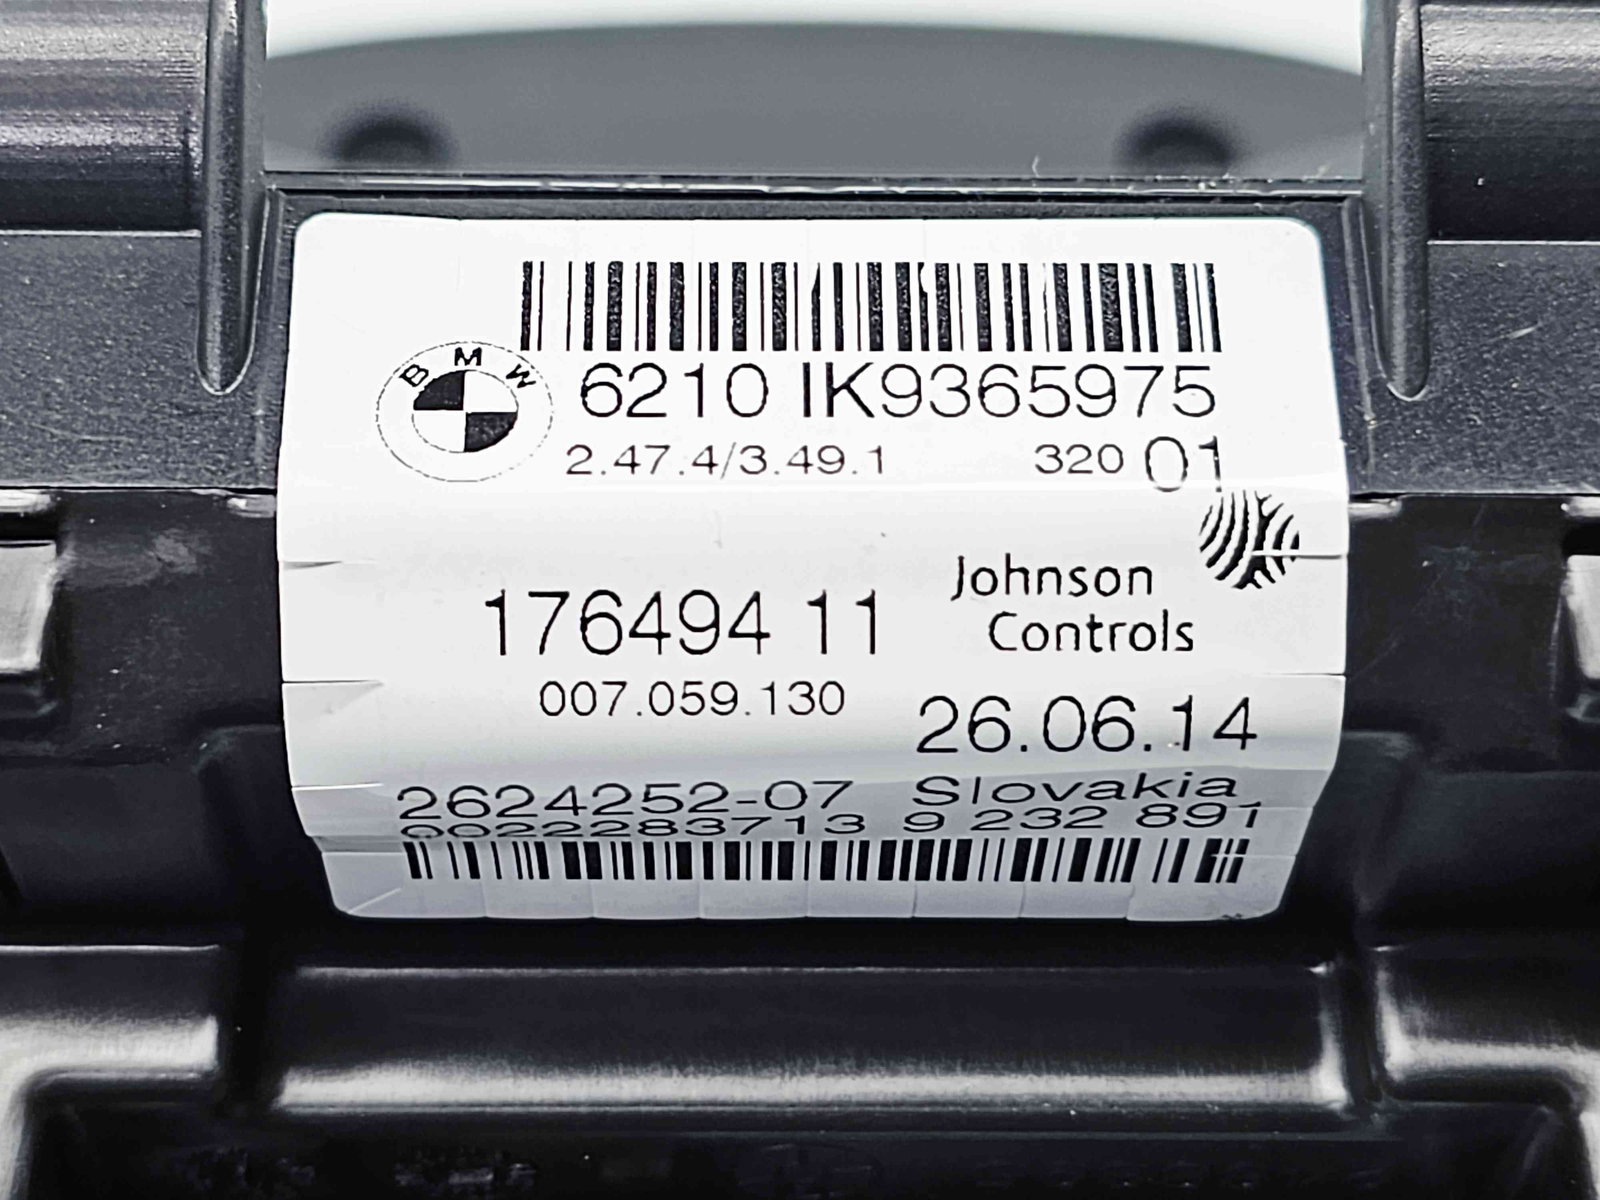 BMW
6210 IK9365975
2.47.4/3.49.1 320 01
Johnson
Controls
176494 11
007.059.130
26.06.14
2624252-07 Slovakia
0022283713 9 232 891